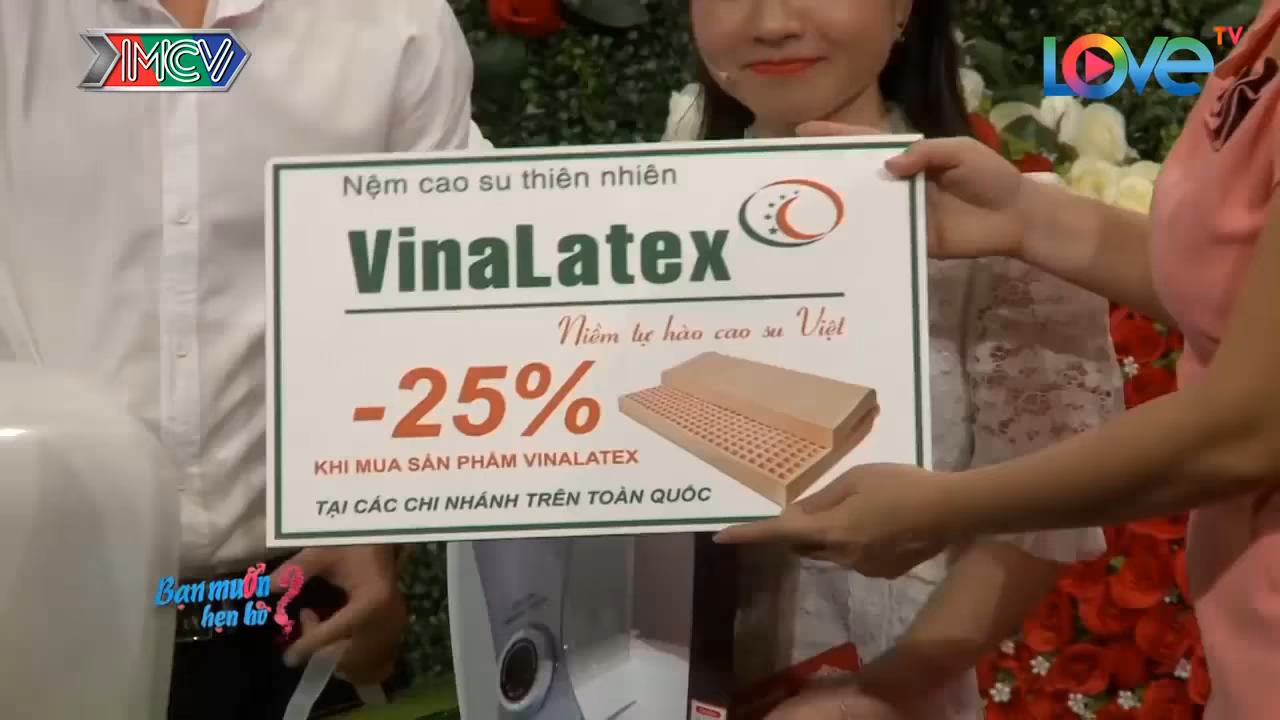 MCV
LOVE TV
Nệm cao su thiên nhiên
VinaLatex
Niềm tự hào cao su Việt
-25%
KHI MUA SẢN PHẨM VINALATEX
TẠI CÁC CHI NHÁNH TRÊN TOÀN QUỐC
Bạn muốn
hẹn hò ?